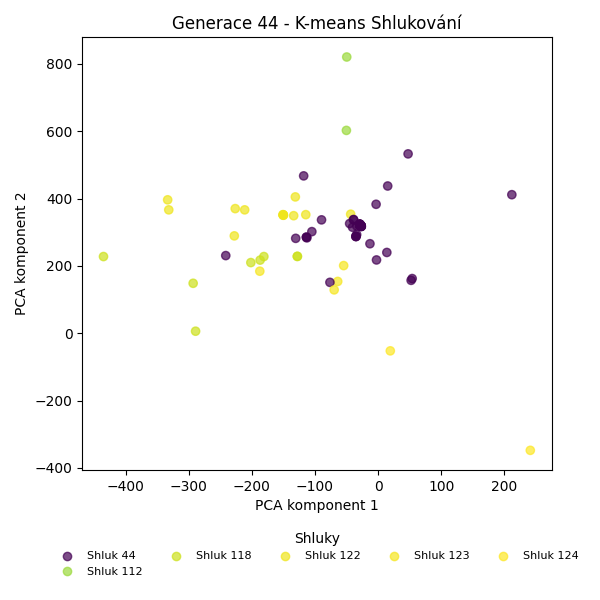 Generace 44 - K-means Shlukování
800
600
400
200
0
−200
−400
PCA komponent 2
−400 −300 −200 −100 0 100 200
PCA komponent 1
Shluky
Shluk 44 Shluk 118 Shluk 122 Shluk 123 Shluk 124
Shluk 112